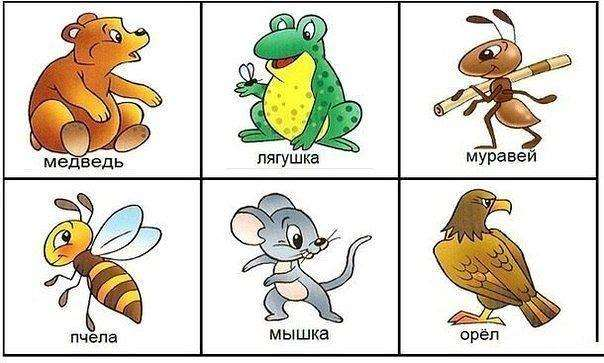 медведь
лягушка
муравей
пчела
мышка
орёл